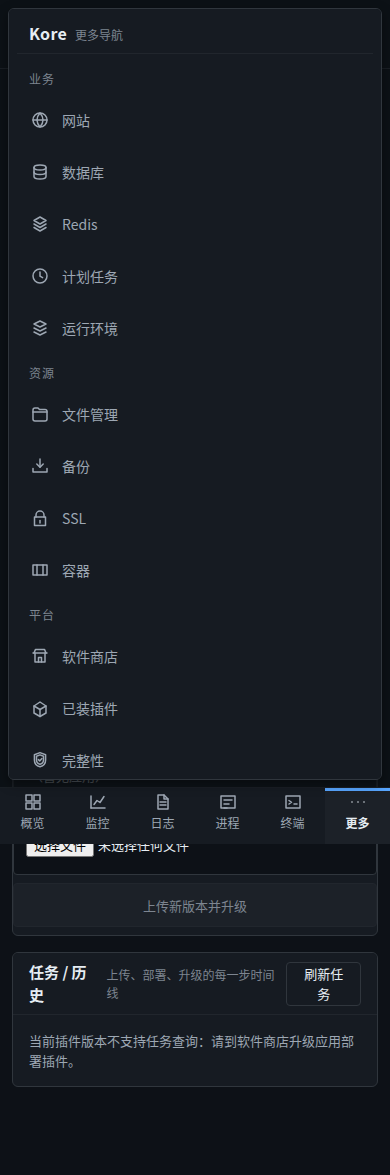 Kore 更多导航
业务
网站
数据库
Redis
计划任务
运行环境
资源
文件管理
备份
SSL
容器
平台
软件商店
已装插件
完整性
概览 监控 日志 进程 终端 更多
选择文件 未选择任何文件
上传新版本并升级
任务 / 历史 上传、部署、升级的每一步时间线 刷新任务
当前插件版本不支持任务查询：请到软件商店升级应用部
署插件。